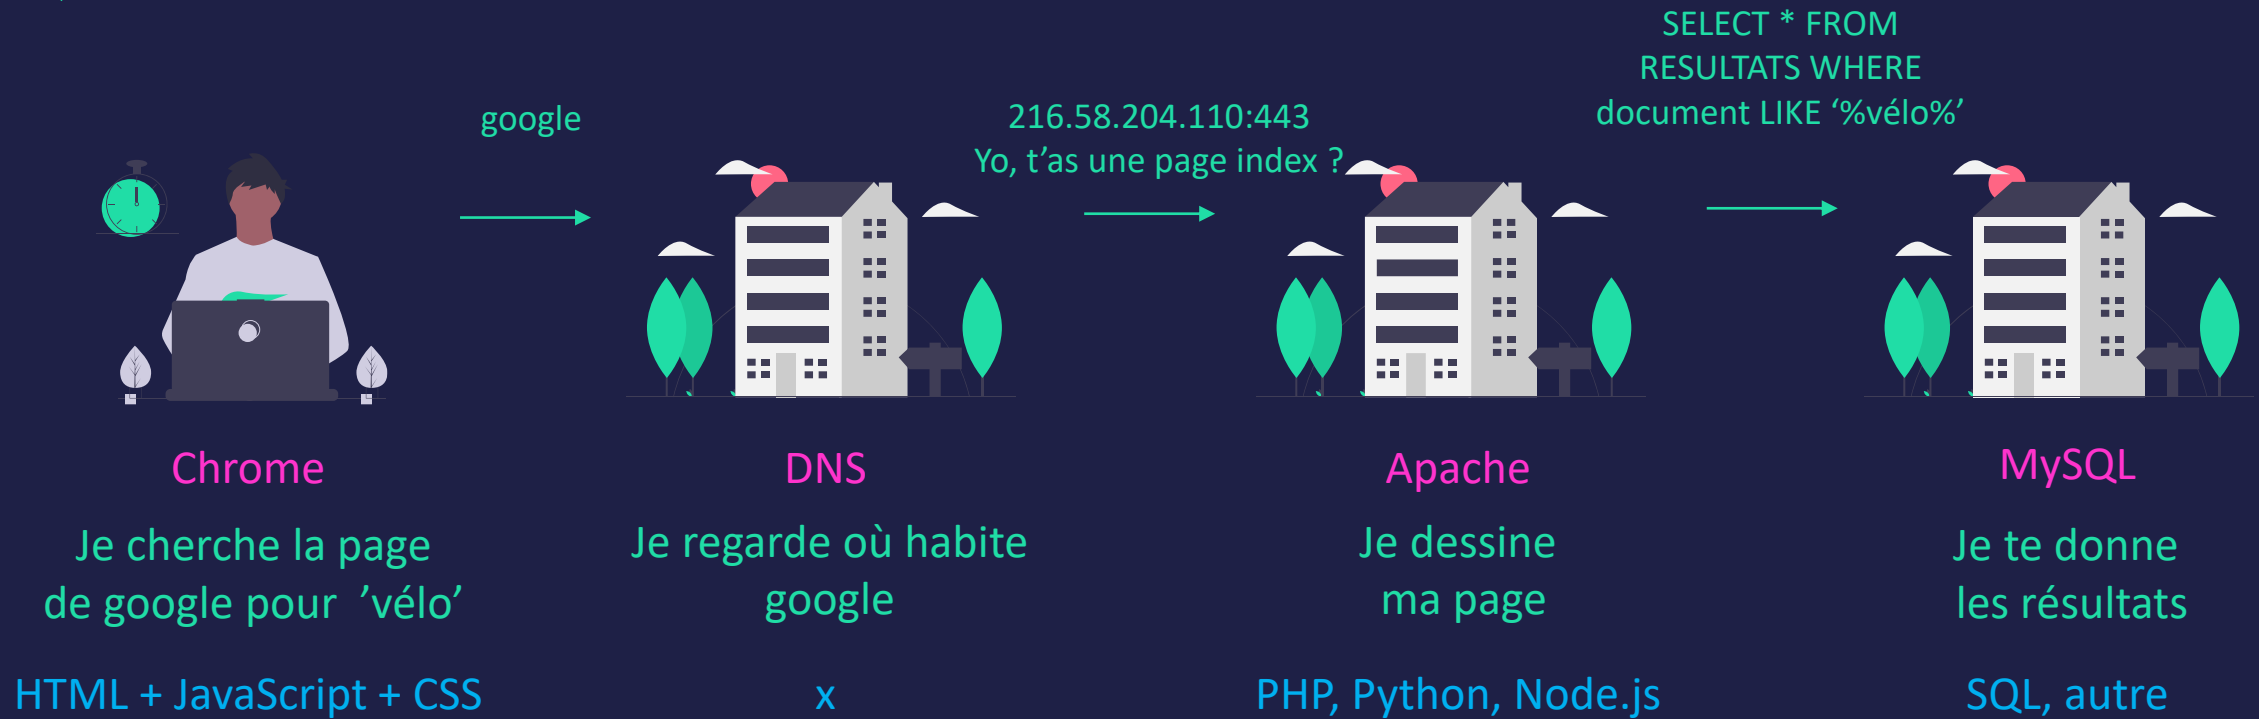 google
216.58.204.110:443
Yo, t’as une page index ?
SELECT * FROM
RESULTATS WHERE
document LIKE ‘%vélo%’
Chrome
Je cherche la page
de google pour ’vélo’
HTML + JavaScript + CSS
DNS
Je regarde où habite
google
x
Apache
Je dessine
ma page
PHP, Python, Node.js
MySQL
Je te donne
les résultats
SQL, autre